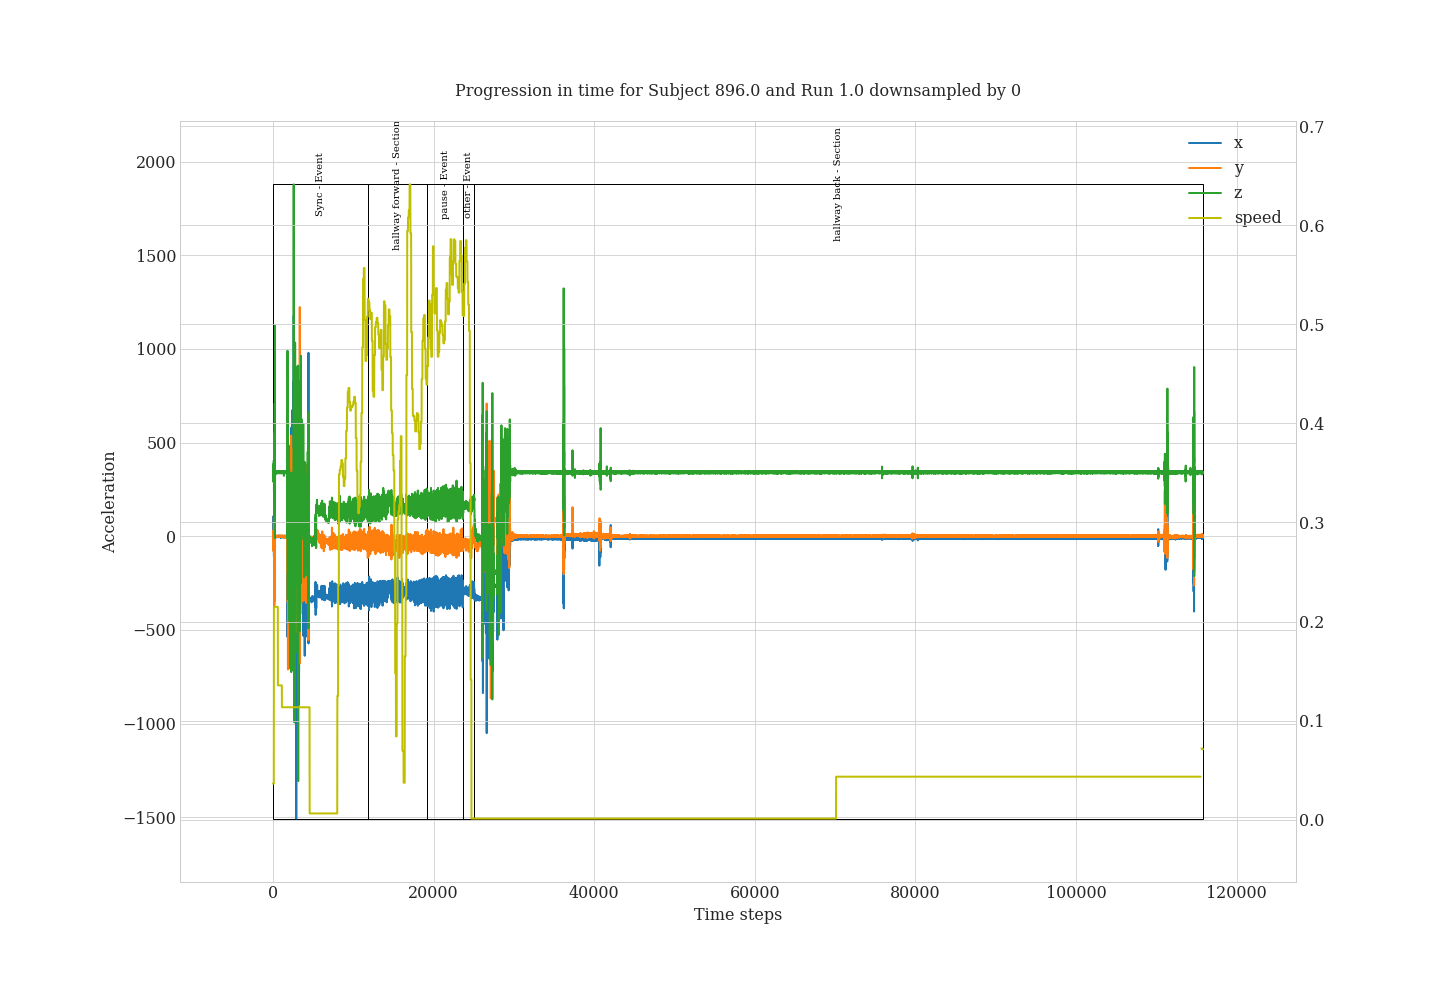 Progression in time for Subject 896.0 and Run 1.0 downsampled by 0
Sync - Event
hallway forward - Section
pause - Event
other - Event
hallway back - Section
x
y
z
speed
2000
1500
1000
500
0
−500
−1000
−1500
Acceleration
0.7
0.6
0.5
0.4
0.3
0.2
0.1
0.0
0 20000 40000 60000 80000 100000 120000
Time steps